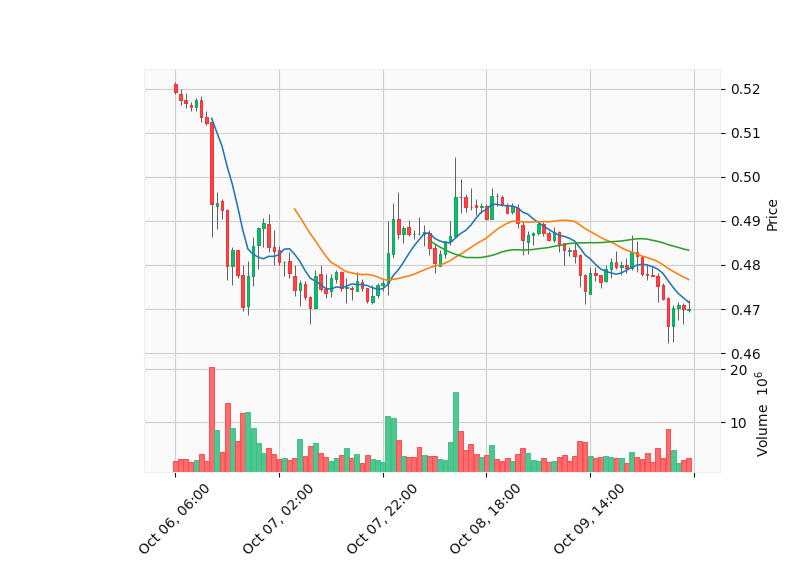 0.52
0.51
0.50
0.49
0.48
0.47
0.46
Price
20
10
Volume 10^6
Oct 06, 06:00
Oct 07, 02:00
Oct 07, 22:00
Oct 08, 18:00
Oct 09, 14:00